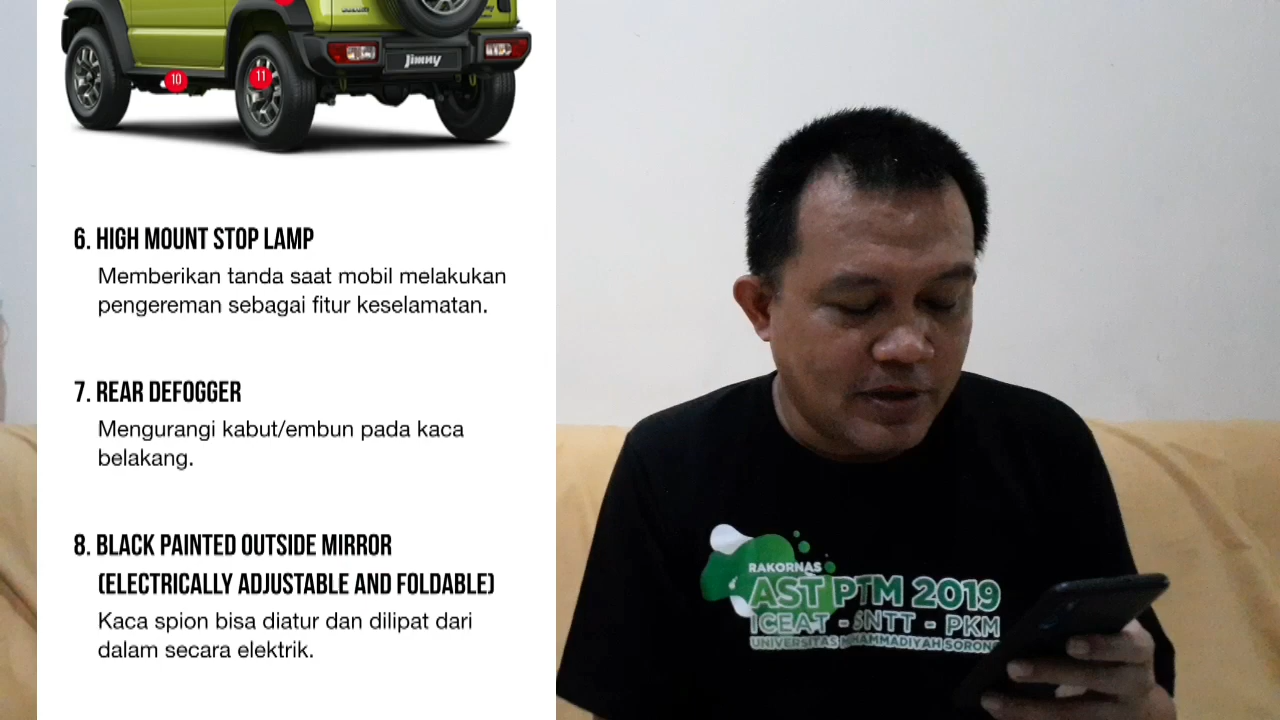 Jimny
10
11
6. HIGH MOUNT STOP LAMP
Memberikan tanda saat mobil melakukan
pengereman sebagai fitur keselamatan.
7. REAR DEFOGGER
Mengurangi kabut/embun pada kaca
belakang.
8. BLACK PAINTED OUTSIDE MIRROR
(ELECTRICALLY ADJUSTABLE AND FOLDABLE)
Kaca spion bisa diatur dan dilipat dari
dalam secara elektrik.
RAKORNAS
AST PTM 2019
ICEAT - SNTT - PKM
UNIVERSITAS MUHAMMADIYAH SORONG